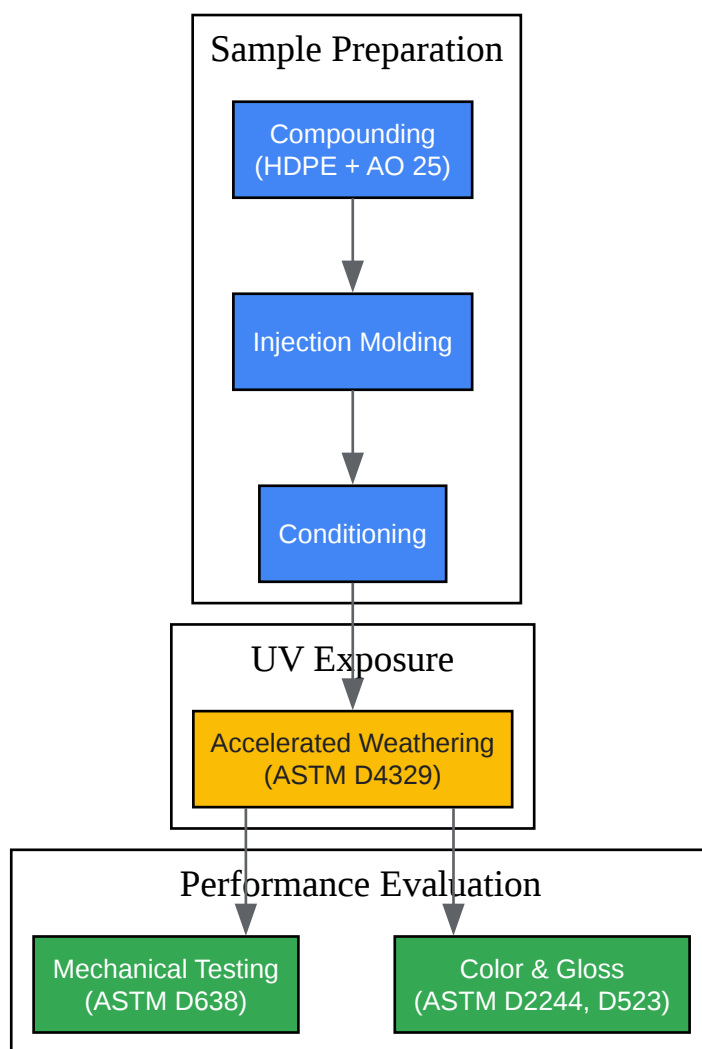 Sample Preparation
Compounding
(HDPE + AO 25)
Injection Molding
Conditioning
UV Exposure
Accelerated Weathering
(ASTM D4329)
Performance Evaluation
Mechanical Testing
(ASTM D638)
Color & Gloss
(ASTM D2244, D523)